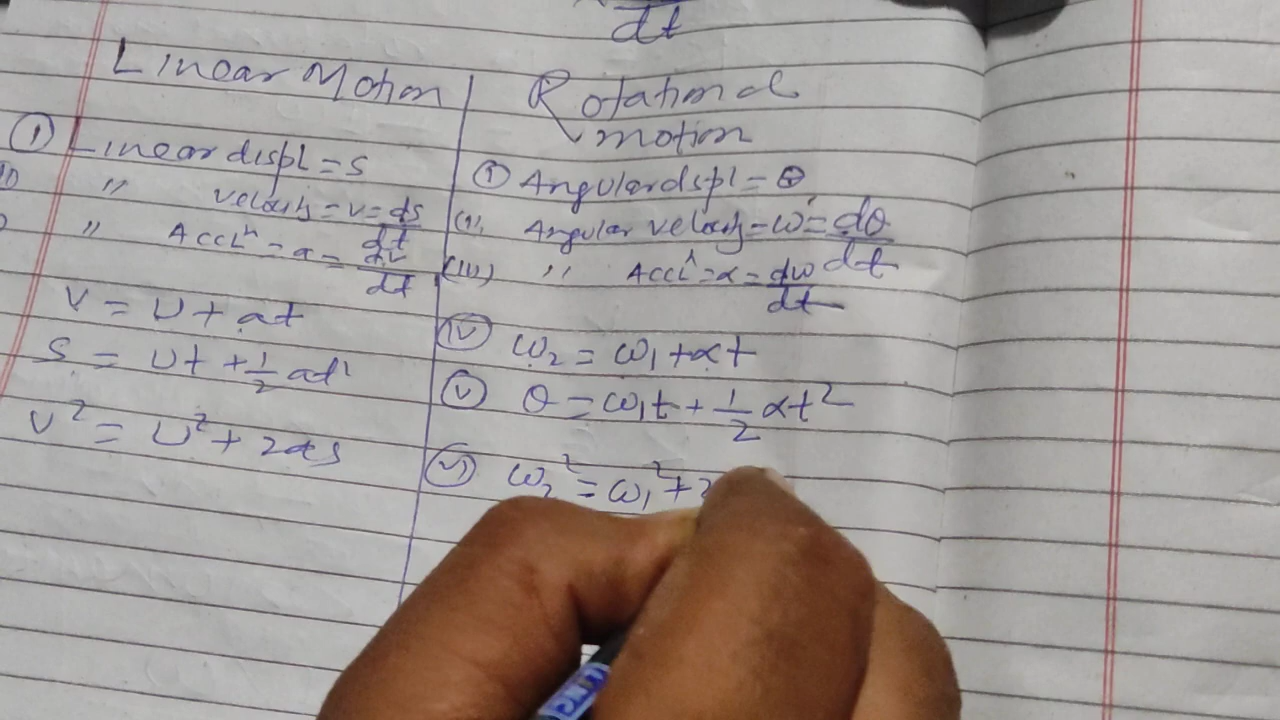 dt
Linear Motion
Rotational
motion
① Linear displ = s
〃 velocity = v = ds/dt
〃 Accl^n = a = dv/dt
v = u + at
s = ut + 1/2 at²
v² = u² + 2as
① Angular displ = θ
(ii) Angular velocity = ω = dθ/dt
(iii) 〃 Accl^n = α = dω/dt
(iv) ω₂ = ω₁ + αt
(v) θ = ω₁t + 1/2 αt²
(vi) ω₂² = ω₁² + 2